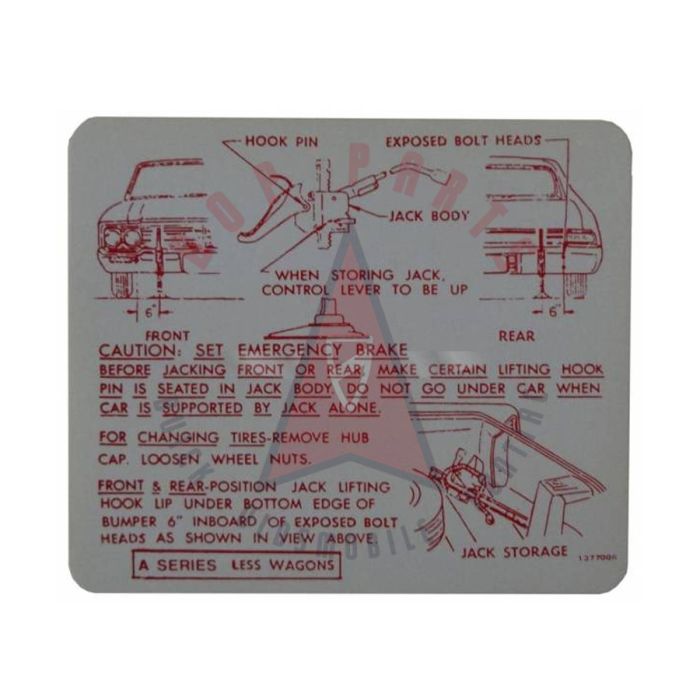 HOOK PIN
EXPOSED BOLT HEADS
JACK BODY
WHEN STORING JACK,
CONTROL LEVER TO BE UP
6"
6"
FRONT
REAR
CAUTION: SET EMERGENCY BRAKE
BEFORE JACKING FRONT OR REAR, MAKE CERTAIN LIFTING HOOK
PIN IS SEATED IN JACK BODY. DO NOT GO UNDER CAR WHEN
CAR IS SUPPORTED BY JACK ALONE.
FOR CHANGING TIRES-REMOVE HUB
CAP. LOOSEN WHEEL NUTS.
FRONT & REAR-POSITION JACK LIFTING
HOOK LIP UNDER BOTTOM EDGE OF
BUMPER 6" INBOARD OF EXPOSED BOLT
HEADS AS SHOWN IN VIEW ABOVE.
JACK STORAGE
A SERIES LESS WAGONS
PARTS
OLDSMOBILE